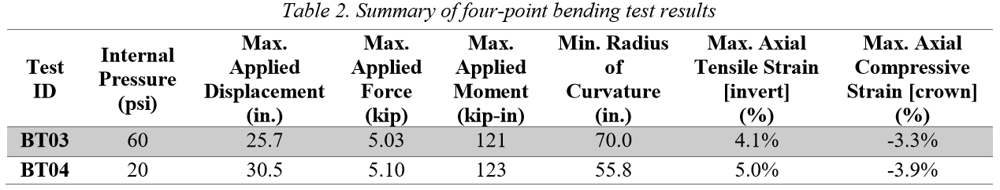 Table 2. Summary of four-point bending test results
Test ID | Internal Pressure (psi) | Max. Applied Displacement (in.) | Max. Applied Force (kip) | Max. Applied Moment (kip-in) | Min. Radius of Curvature (in.) | Max. Axial Tensile Strain [invert] (%) | Max. Axial Compressive Strain [crown] (%)
BT03 | 60 | 25.7 | 5.03 | 121 | 70.0 | 4.1% | -3.3%
BT04 | 20 | 30.5 | 5.10 | 123 | 55.8 | 5.0% | -3.9%